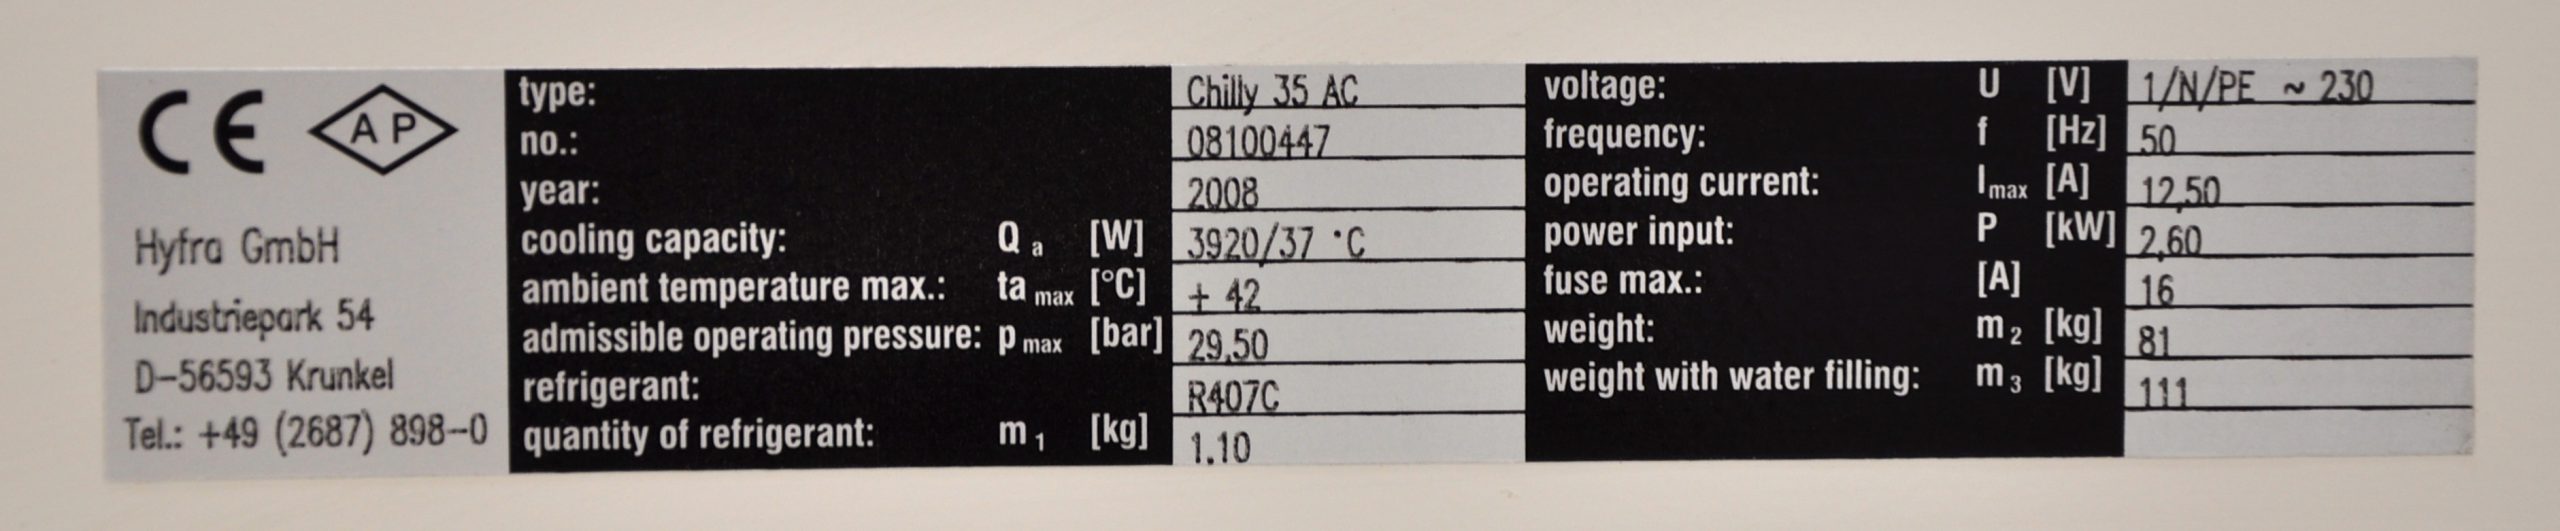 CE AP
Hyfra GmbH
Industriepark 54
D-56593 Krunkel
Tel.: +49 (2687) 898-0
type: Chilly 35 AC
no.: 08100447
year: 2008
cooling capacity: Q a [W] 3920/37 °C
ambient temperature max.: ta max [°C] + 42
admissible operating pressure: p max [bar] 29,50
refrigerant: R407C
quantity of refrigerant: m 1 [kg] 1.10
voltage: U [V] 1/N/PE ~ 230
frequency: f [Hz] 50
operating current: I max [A] 12,50
power input: P [kW] 2,60
fuse max.: [A] 16
weight: m 2 [kg] 81
weight with water filling: m 3 [kg] 111